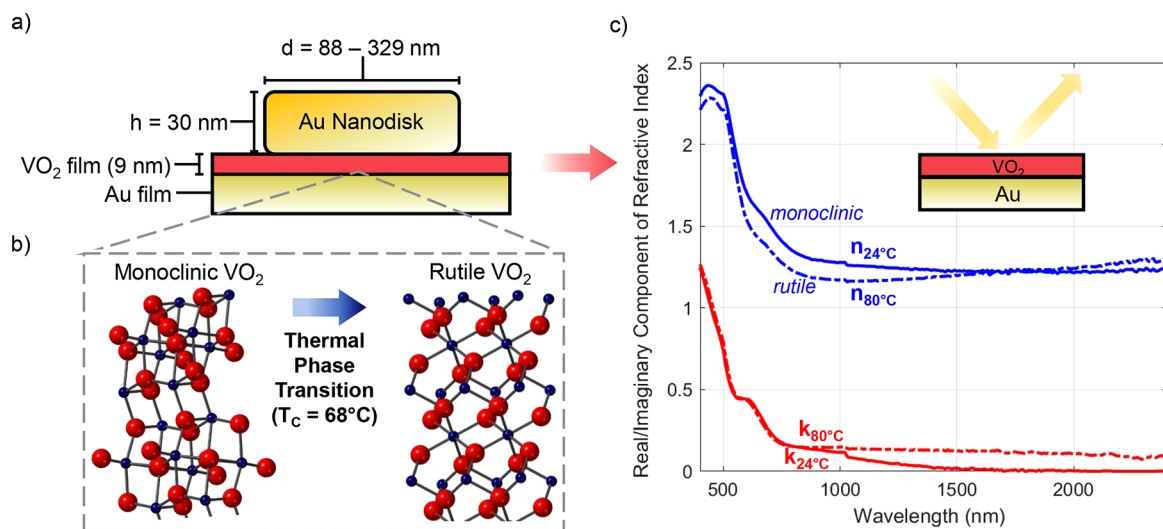 a)
d = 88 – 329 nm
h = 30 nm
Au Nanodisk
VO₂ film (9 nm)
Au film
b)
Monoclinic VO₂
Rutile VO₂
Thermal
Phase
Transition
(T_C = 68°C)
c)
Real/Imaginary Component of Refractive Index
2.5
2
1.5
1
0.5
0
VO₂
Au
monoclinic
n₂₄°C
rutile
n₈₀°C
k₈₀°C
k₂₄°C
500
1000
1500
2000
Wavelength (nm)